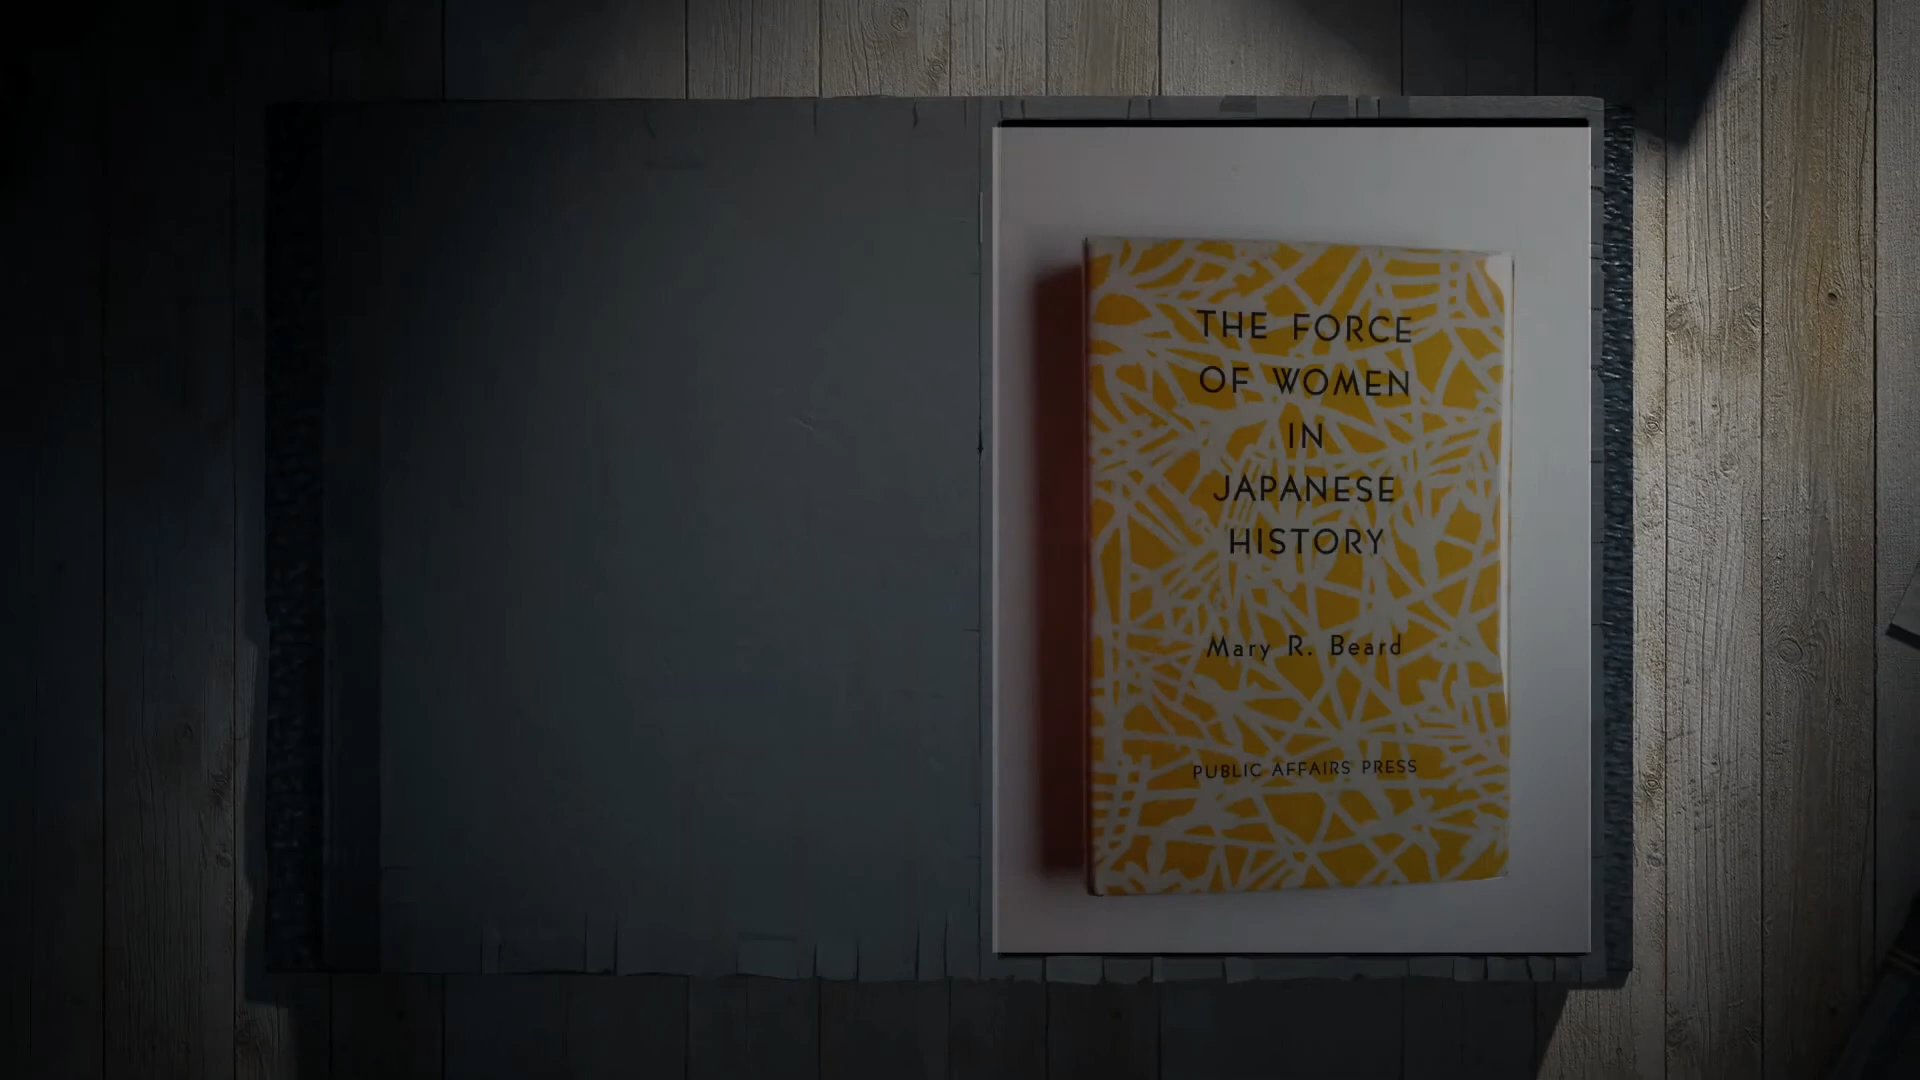 THE FORCE
OF WOMEN
IN
JAPANESE
HISTORY
Mary R. Beard
PUBLIC AFFAIRS PRESS